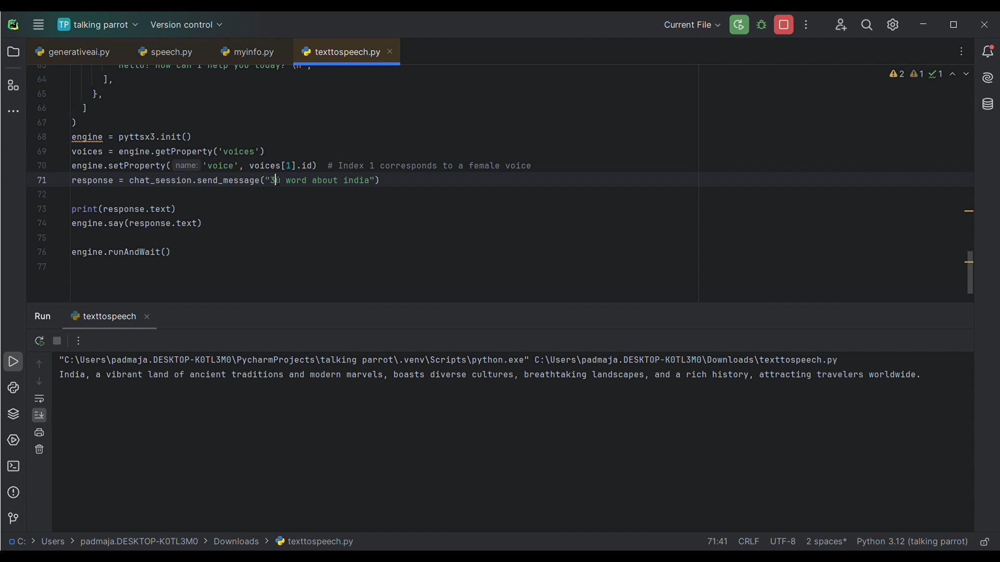 PC
TP talking parrot
Version control
Current File
generativeai.py
speech.py
myinfo.py
texttospeech.py
2 1 1
63 hello! How can I help you today? \n",
64 ],
65 },
66 ]
67 )
68 engine = pyttsx3.init()
69 voices = engine.getProperty('voices')
70 engine.setProperty( name: 'voice', voices[1].id)  # Index 1 corresponds to a female voice
71 response = chat_session.send_message("30 word about india")
72
73 print(response.text)
74 engine.say(response.text)
75
76 engine.runAndWait()
77
Run
texttospeech
"C:\Users\padmaja.DESKTOP-K0TL3M0\PycharmProjects\talking parrot\.venv\Scripts\python.exe" C:\Users\padmaja.DESKTOP-K0TL3M0\Downloads\texttospeech.py
India, a vibrant land of ancient traditions and modern marvels, boasts diverse cultures, breathtaking landscapes, and a rich history, attracting travelers worldwide.
C: > Users > padmaja.DESKTOP-K0TL3M0 > Downloads > texttospeech.py
71:41 CRLF UTF-8 2 spaces* Python 3.12 (talking parrot)